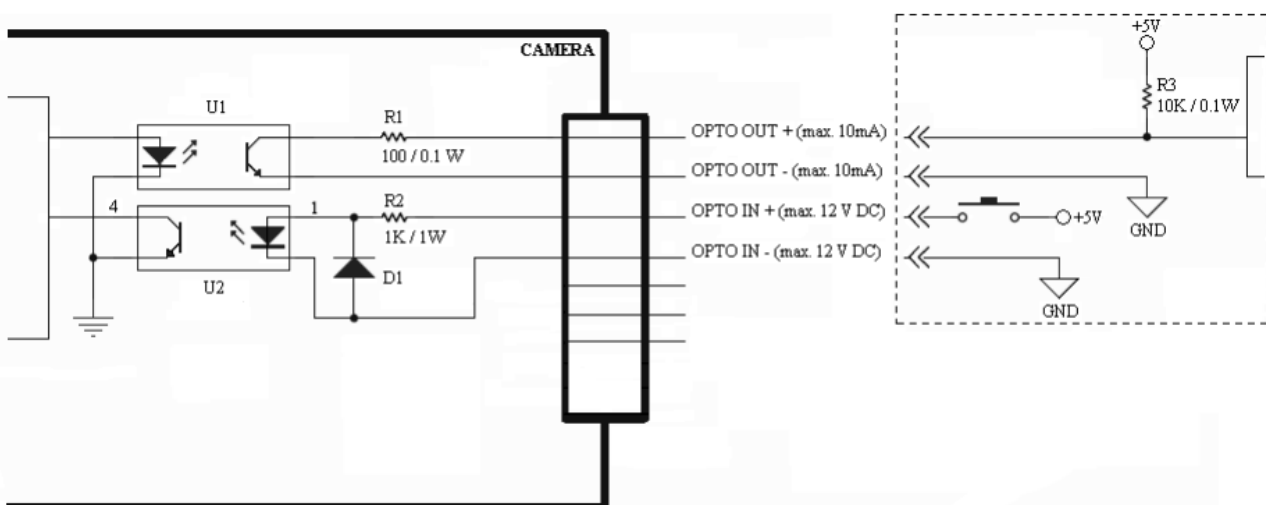 CAMERA
U1
R1
100 / 0.1 W
4
1
R2
1K / 1W
U2
D1
OPTO OUT + (max. 10mA)
OPTO OUT - (max. 10mA)
OPTO IN + (max. 12 V DC)
OPTO IN - (max. 12 V DC)
+5V
R3
10K / 0.1W
GND
+5V
GND